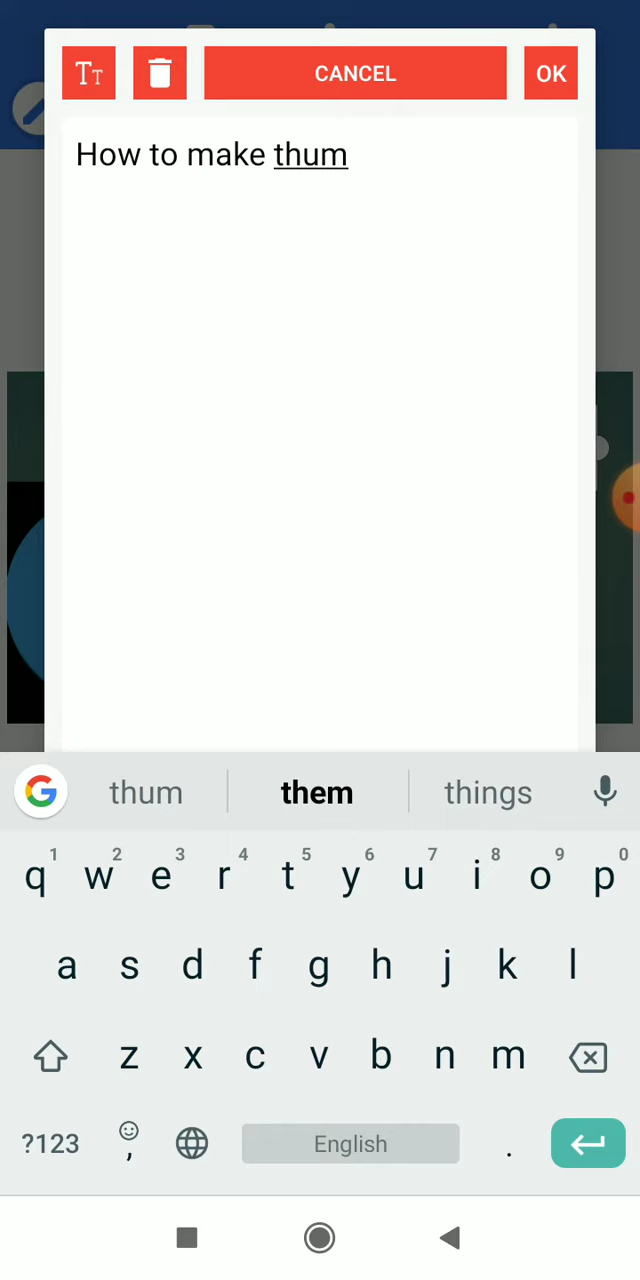 TT CANCEL OK
How to make thum
thum them things
1 2 3 4 5 6 7 8 9 0
q w e r t y u i o p
a s d f g h j k l
z x c v b n m
?123 , English .